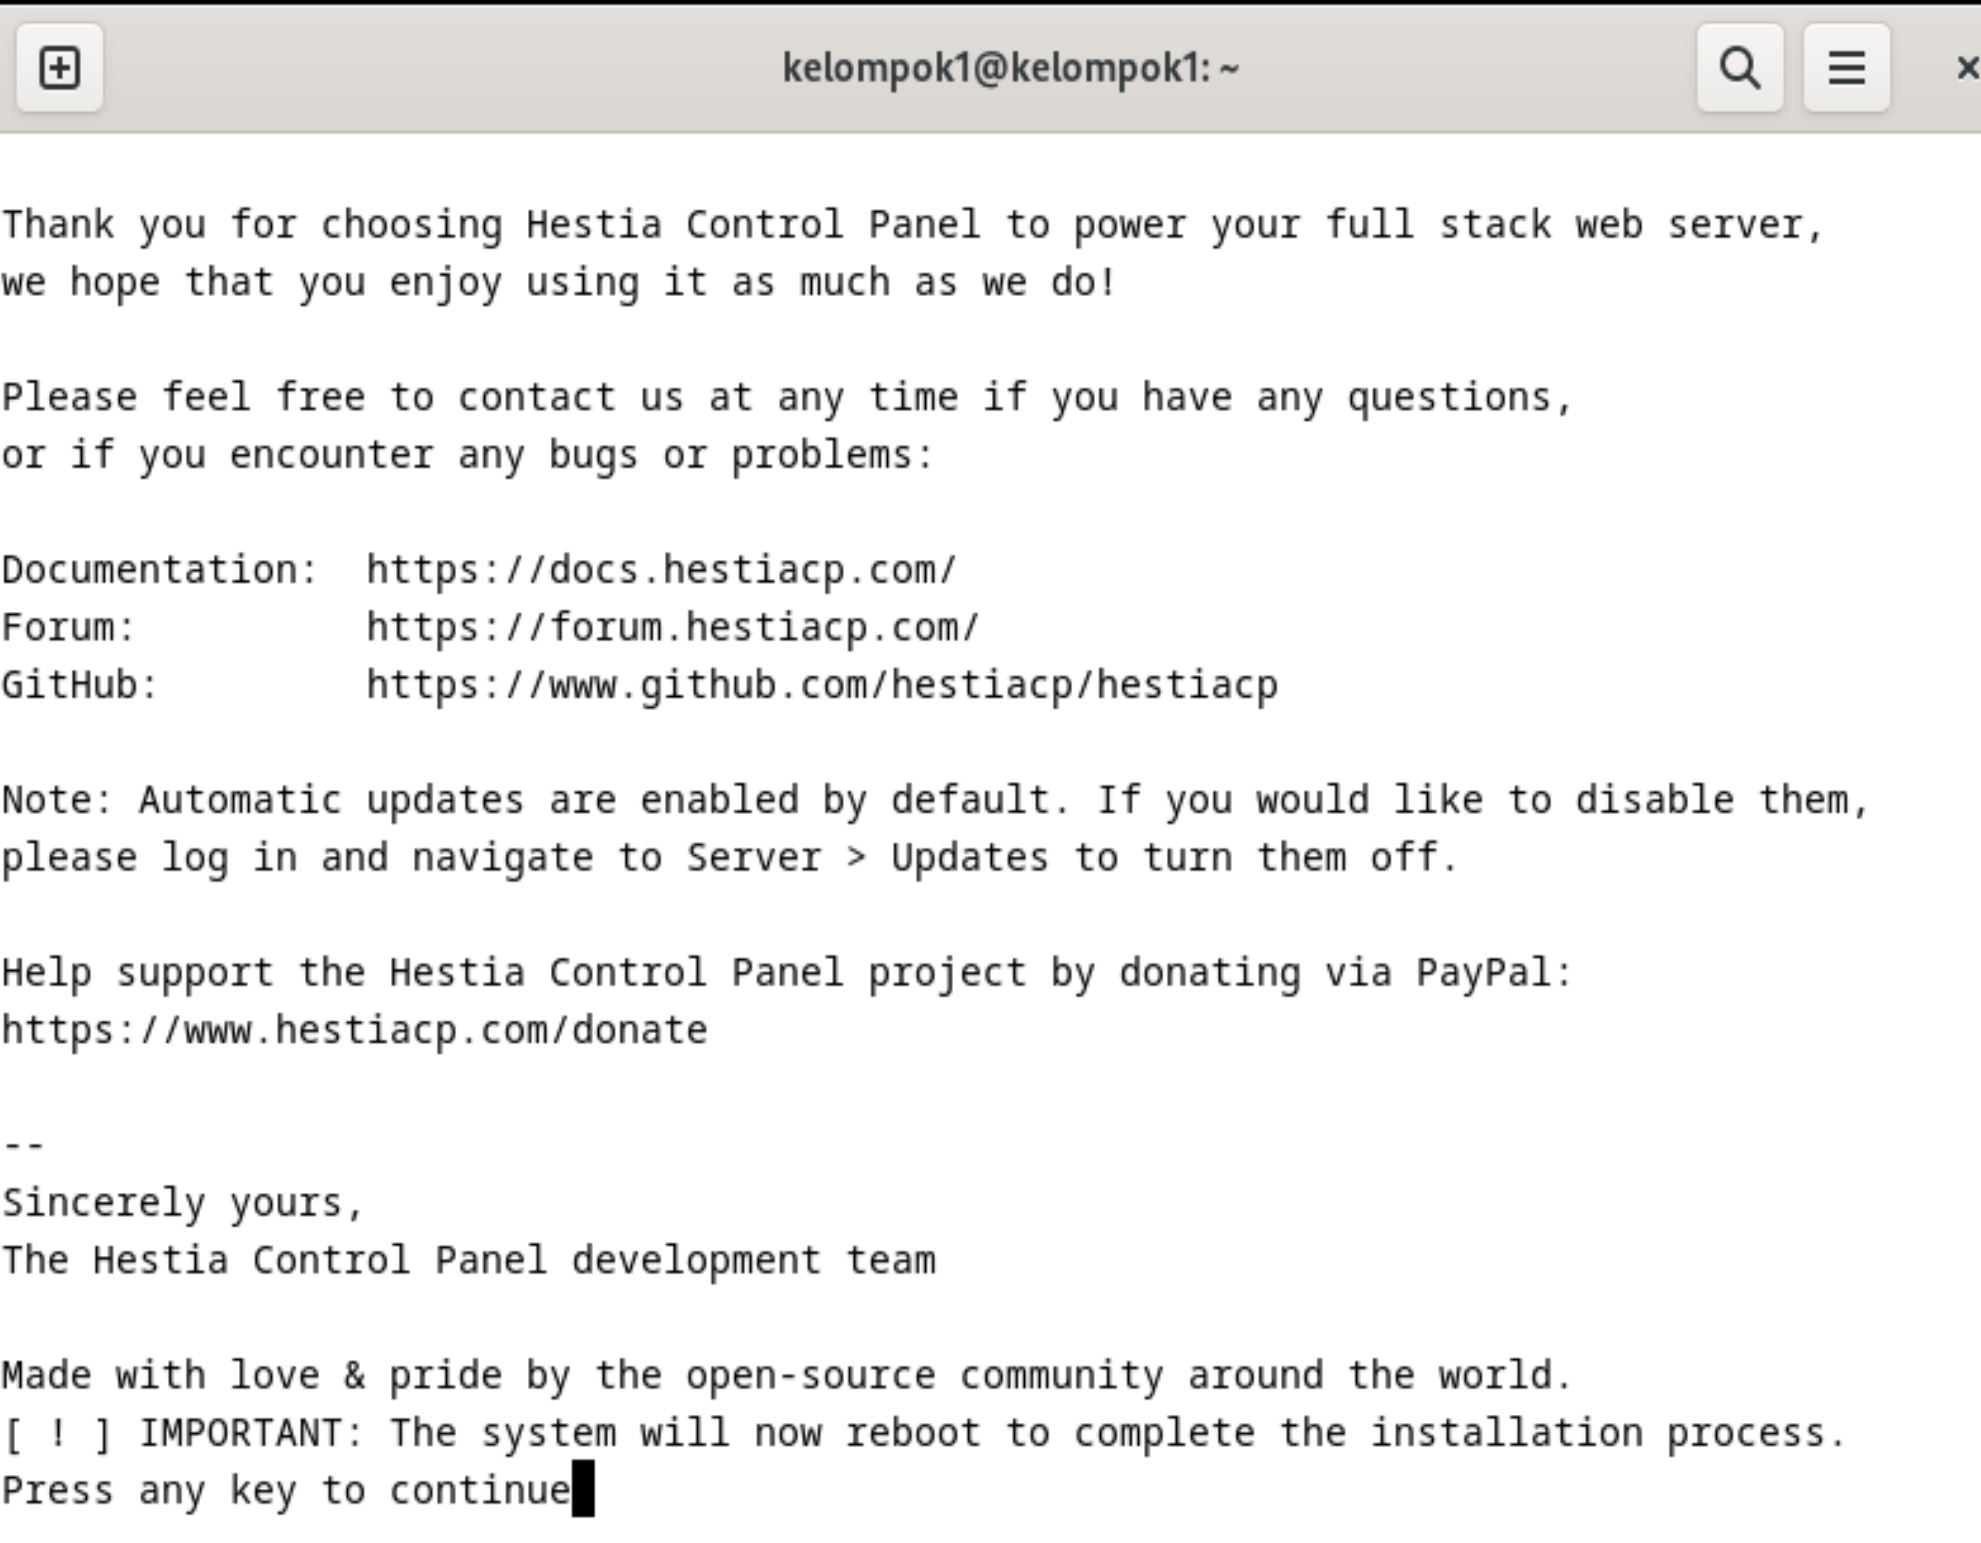 kelompok1@kelompok1: ~
Thank you for choosing Hestia Control Panel to power your full stack web server,
we hope that you enjoy using it as much as we do!
Please feel free to contact us at any time if you have any questions,
or if you encounter any bugs or problems:
Documentation:  https://docs.hestiacp.com/
Forum:          https://forum.hestiacp.com/
GitHub:         https://www.github.com/hestiacp/hestiacp
Note: Automatic updates are enabled by default. If you would like to disable them,
please log in and navigate to Server > Updates to turn them off.
Help support the Hestia Control Panel project by donating via PayPal:
https://www.hestiacp.com/donate
--
Sincerely yours,
The Hestia Control Panel development team
Made with love & pride by the open-source community around the world.
[ ! ] IMPORTANT: The system will now reboot to complete the installation process.
Press any key to continue